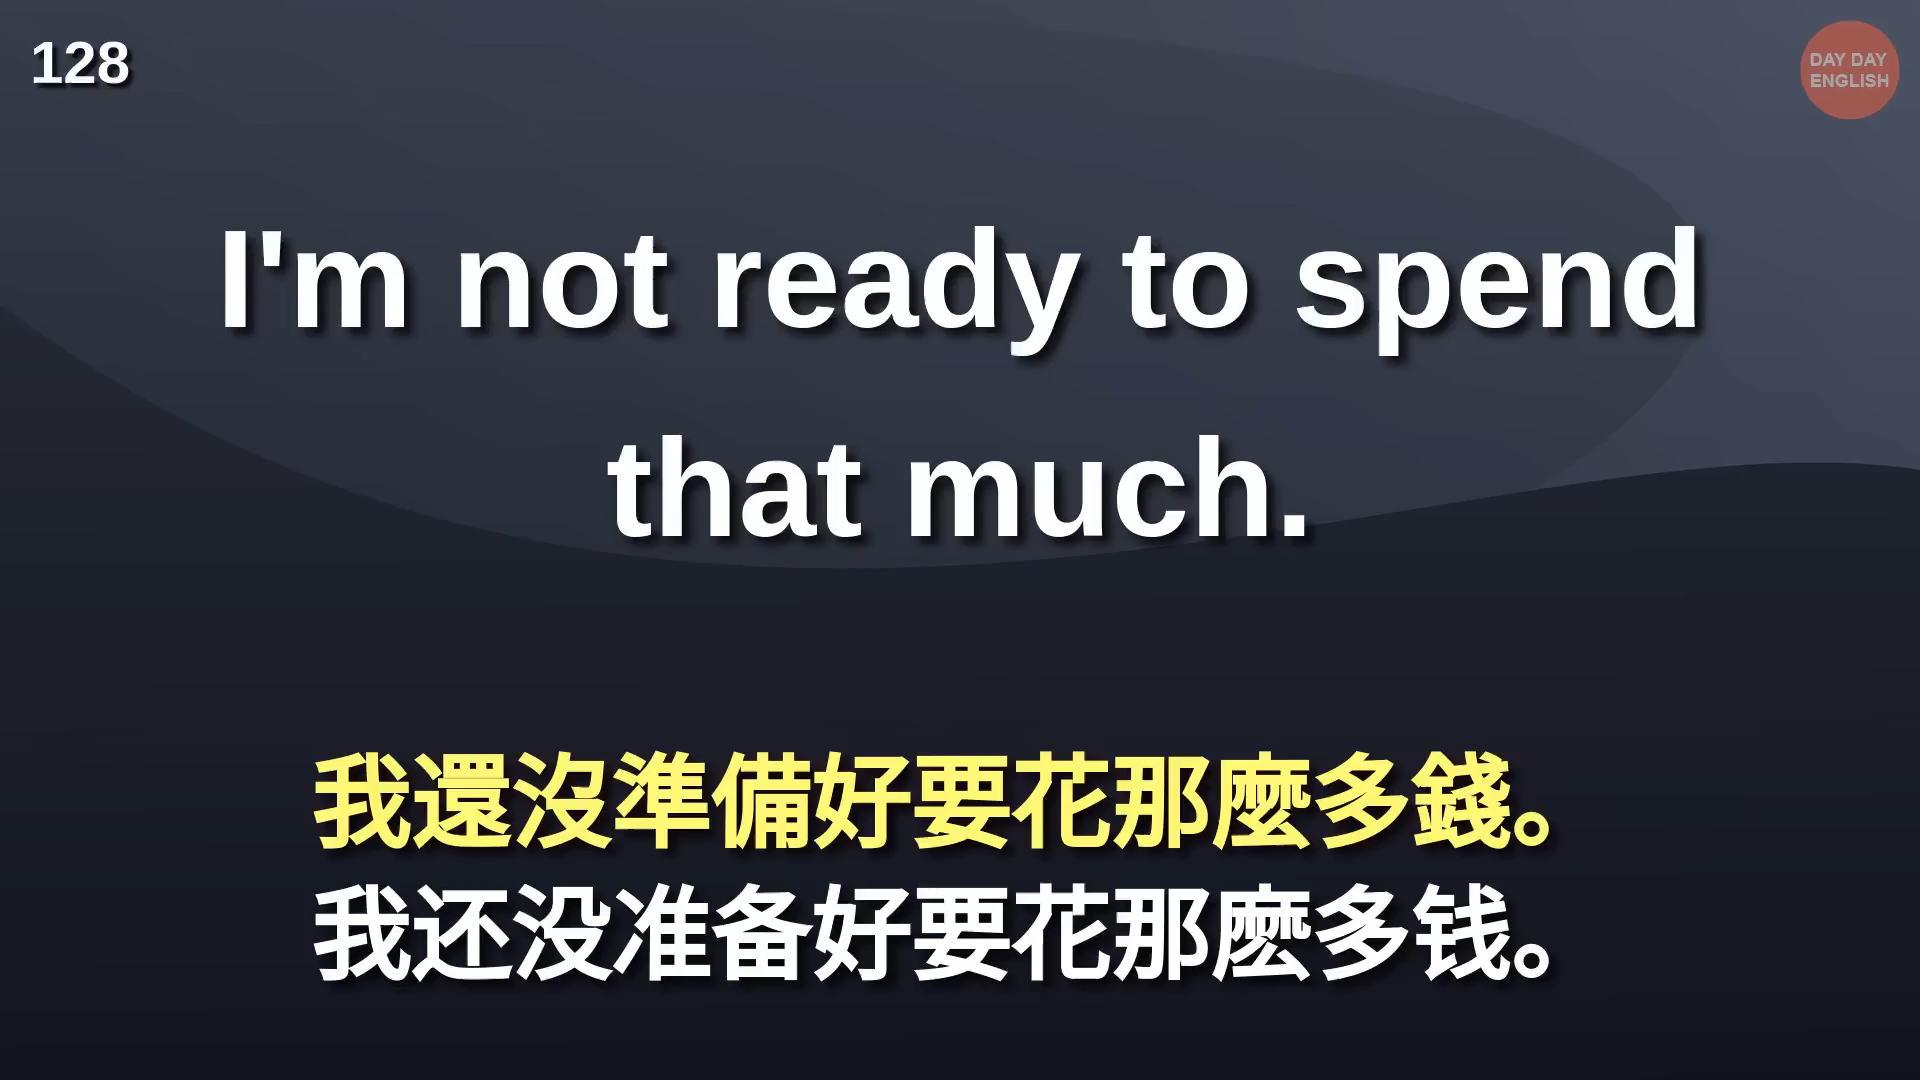 128
DAY DAY
ENGLISH
I'm not ready to spend
that much.
我還沒準備好要花那麼多錢。
我还没准备好要花那麽多钱。